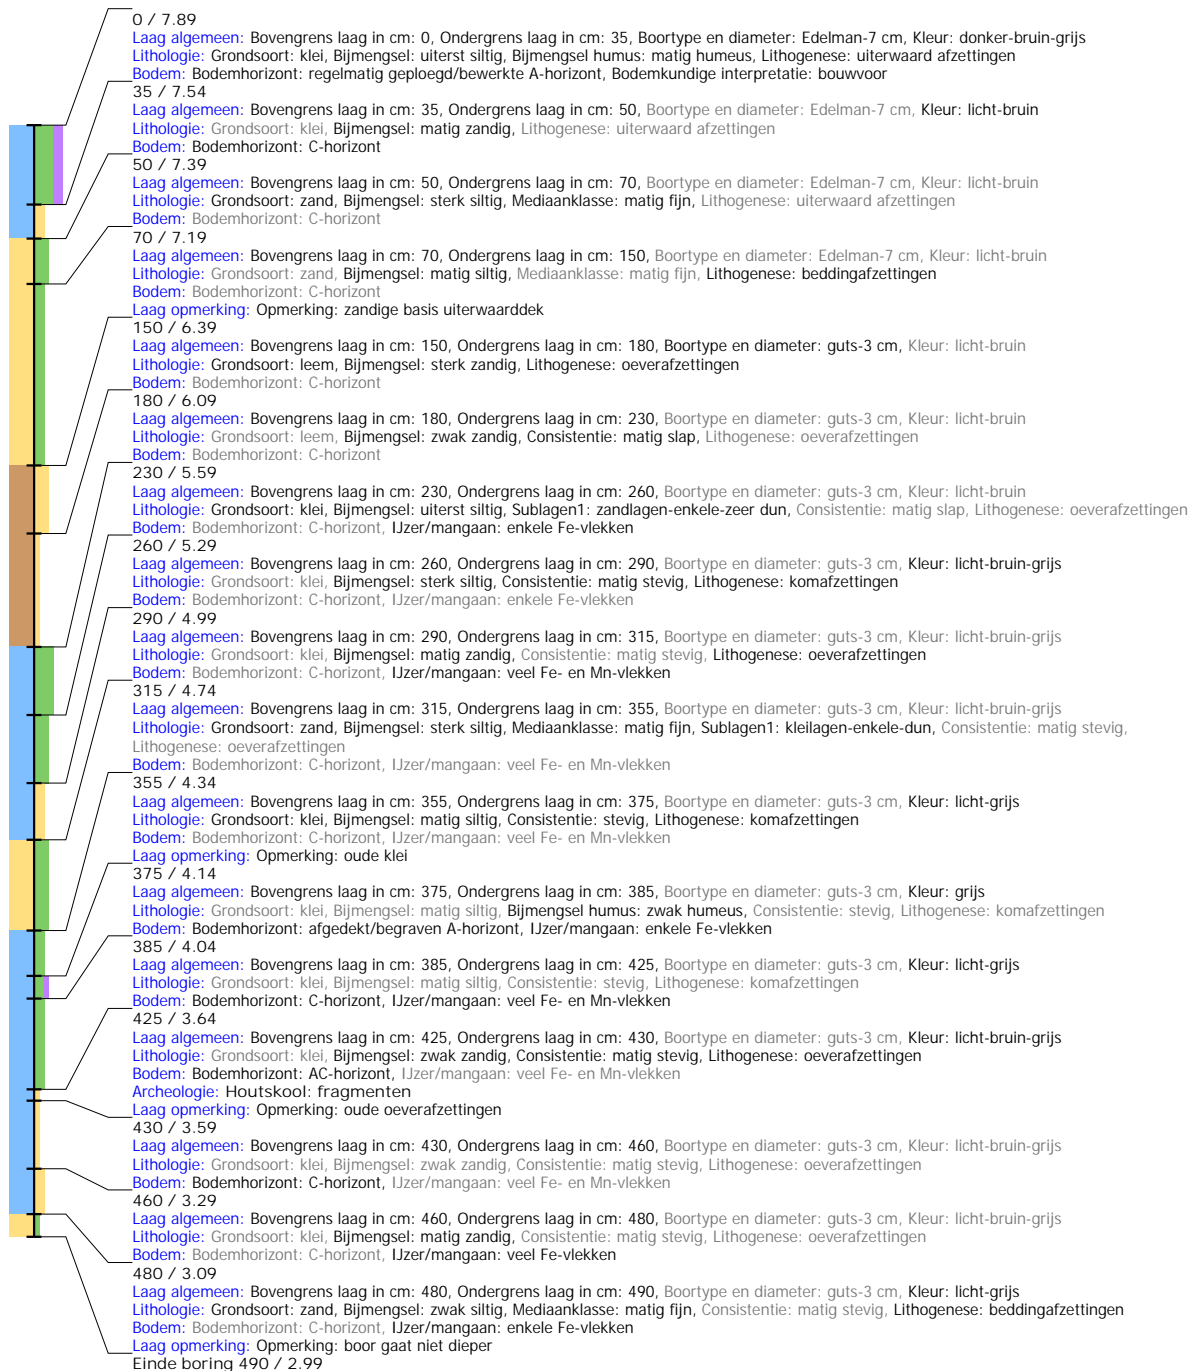 0 / 7.89
Laag algemeen: Bovengrens laag in cm: 0, Ondergrens laag in cm: 35, Boortype en diameter: Edelman-7 cm, Kleur: donker-bruin-grijs
Lithologie: Grondsoort: klei, Bijmengsel: uiterst siltig, Bijmengsel humus: matig humeus, Lithogenese: uiterwaard afzettingen
Bodem: Bodemhorizont: regelmatig geploegd/bewerkte A-horizont, Bodemkundige interpretatie: bouwvoor
35 / 7.54
Laag algemeen: Bovengrens laag in cm: 35, Ondergrens laag in cm: 50, Boortype en diameter: Edelman-7 cm, Kleur: licht-bruin
Lithologie: Grondsoort: klei, Bijmengsel: matig zandig, Lithogenese: uiterwaard afzettingen
Bodem: Bodemhorizont: C-horizont
50 / 7.39
Laag algemeen: Bovengrens laag in cm: 50, Ondergrens laag in cm: 70, Boortype en diameter: Edelman-7 cm, Kleur: licht-bruin
Lithologie: Grondsoort: zand, Bijmengsel: sterk siltig, Mediaanklasse: matig fijn, Lithogenese: uiterwaard afzettingen
Bodem: Bodemhorizont: C-horizont
70 / 7.19
Laag algemeen: Bovengrens laag in cm: 70, Ondergrens laag in cm: 150, Boortype en diameter: Edelman-7 cm, Kleur: licht-bruin
Lithologie: Grondsoort: zand, Bijmengsel: matig siltig, Mediaanklasse: matig fijn, Lithogenese: beddingafzettingen
Bodem: Bodemhorizont: C-horizont
Laag opmerking: Opmerking: zandige basis uiterwaarddek
150 / 6.39
Laag algemeen: Bovengrens laag in cm: 150, Ondergrens laag in cm: 180, Boortype en diameter: guts-3 cm, Kleur: licht-bruin
Lithologie: Grondsoort: leem, Bijmengsel: sterk zandig, Lithogenese: oeverafzettingen
Bodem: Bodemhorizont: C-horizont
180 / 6.09
Laag algemeen: Bovengrens laag in cm: 180, Ondergrens laag in cm: 230, Boortype en diameter: guts-3 cm, Kleur: licht-bruin
Lithologie: Grondsoort: leem, Bijmengsel: zwak zandig, Consistentie: matig slap, Lithogenese: oeverafzettingen
Bodem: Bodemhorizont: C-horizont
230 / 5.59
Laag algemeen: Bovengrens laag in cm: 230, Ondergrens laag in cm: 260, Boortype en diameter: guts-3 cm, Kleur: licht-bruin
Lithologie: Grondsoort: klei, Bijmengsel: uiterst siltig, Sublagen1: zandlagen-enkele-zeer dun, Consistentie: matig slap, Lithogenese: oeverafzettingen
Bodem: Bodemhorizont: C-horizont, IJzer/mangaan: enkele Fe-vlekken
260 / 5.29
Laag algemeen: Bovengrens laag in cm: 260, Ondergrens laag in cm: 290, Boortype en diameter: guts-3 cm, Kleur: licht-bruin-grijs
Lithologie: Grondsoort: klei, Bijmengsel: sterk siltig, Consistentie: matig stevig, Lithogenese: komafzettingen
Bodem: Bodemhorizont: C-horizont, IJzer/mangaan: enkele Fe-vlekken
290 / 4.99
Laag algemeen: Bovengrens laag in cm: 290, Ondergrens laag in cm: 315, Boortype en diameter: guts-3 cm, Kleur: licht-bruin-grijs
Lithologie: Grondsoort: klei, Bijmengsel: matig zandig, Consistentie: matig stevig, Lithogenese: oeverafzettingen
Bodem: Bodemhorizont: C-horizont, IJzer/mangaan: veel Fe- en Mn-vlekken
315 / 4.74
Laag algemeen: Bovengrens laag in cm: 315, Ondergrens laag in cm: 355, Boortype en diameter: guts-3 cm, Kleur: licht-bruin-grijs
Lithologie: Grondsoort: zand, Bijmengsel: sterk siltig, Mediaanklasse: matig fijn, Sublagen1: kleilagen-enkele-dun, Consistentie: matig stevig,
Lithogenese: oeverafzettingen
Bodem: Bodemhorizont: C-horizont, IJzer/mangaan: veel Fe- en Mn-vlekken
355 / 4.34
Laag algemeen: Bovengrens laag in cm: 355, Ondergrens laag in cm: 375, Boortype en diameter: guts-3 cm, Kleur: licht-grijs
Lithologie: Grondsoort: klei, Bijmengsel: matig siltig, Consistentie: stevig, Lithogenese: komafzettingen
Bodem: Bodemhorizont: C-horizont, IJzer/mangaan: veel Fe- en Mn-vlekken
Laag opmerking: Opmerking: oude klei
375 / 4.14
Laag algemeen: Bovengrens laag in cm: 375, Ondergrens laag in cm: 385, Boortype en diameter: guts-3 cm, Kleur: grijs
Lithologie: Grondsoort: klei, Bijmengsel: matig siltig, Bijmengsel humus: zwak humeus, Consistentie: stevig, Lithogenese: komafzettingen
Bodem: Bodemhorizont: afgedekt/begraven A-horizont, IJzer/mangaan: enkele Fe-vlekken
385 / 4.04
Laag algemeen: Bovengrens laag in cm: 385, Ondergrens laag in cm: 425, Boortype en diameter: guts-3 cm, Kleur: licht-grijs
Lithologie: Grondsoort: klei, Bijmengsel: matig siltig, Consistentie: stevig, Lithogenese: komafzettingen
Bodem: Bodemhorizont: C-horizont, IJzer/mangaan: veel Fe- en Mn-vlekken
425 / 3.64
Laag algemeen: Bovengrens laag in cm: 425, Ondergrens laag in cm: 430, Boortype en diameter: guts-3 cm, Kleur: licht-bruin-grijs
Lithologie: Grondsoort: klei, Bijmengsel: zwak zandig, Consistentie: matig stevig, Lithogenese: oeverafzettingen
Bodem: Bodemhorizont: AC-horizont, IJzer/mangaan: veel Fe- en Mn-vlekken
Archeologie: Houtskool: fragmenten
Laag opmerking: Opmerking: oude oeverafzettingen
430 / 3.59
Laag algemeen: Bovengrens laag in cm: 430, Ondergrens laag in cm: 460, Boortype en diameter: guts-3 cm, Kleur: licht-bruin-grijs
Lithologie: Grondsoort: klei, Bijmengsel: zwak zandig, Consistentie: matig stevig, Lithogenese: oeverafzettingen
Bodem: Bodemhorizont: C-horizont, IJzer/mangaan: veel Fe- en Mn-vlekken
460 / 3.29
Laag algemeen: Bovengrens laag in cm: 460, Ondergrens laag in cm: 480, Boortype en diameter: guts-3 cm, Kleur: licht-bruin-grijs
Lithologie: Grondsoort: klei, Bijmengsel: matig zandig, Consistentie: matig stevig, Lithogenese: oeverafzettingen
Bodem: Bodemhorizont: C-horizont, IJzer/mangaan: veel Fe-vlekken
480 / 3.09
Laag algemeen: Bovengrens laag in cm: 480, Ondergrens laag in cm: 490, Boortype en diameter: guts-3 cm, Kleur: licht-grijs
Lithologie: Grondsoort: zand, Bijmengsel: zwak siltig, Mediaanklasse: matig fijn, Consistentie: matig stevig, Lithogenese: beddingafzettingen
Bodem: Bodemhorizont: C-horizont, IJzer/mangaan: enkele Fe-vlekken
Laag opmerking: Opmerking: boor gaat niet dieper
Einde boring 490 / 2.99